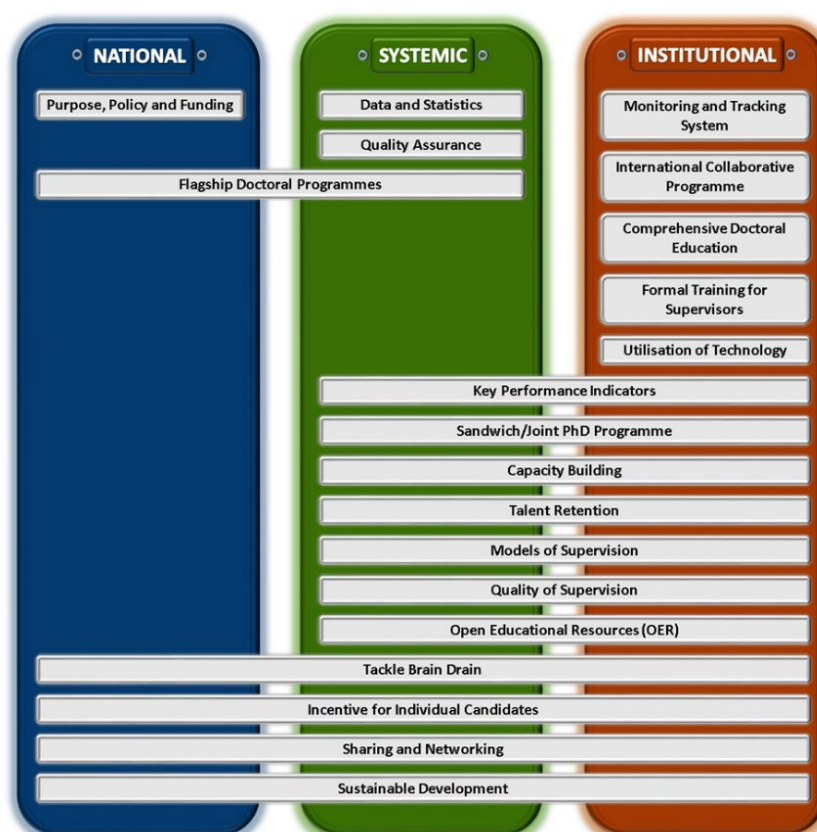 NATIONAL
SYSTEMIC
INSTITUTIONAL
Purpose, Policy and Funding
Data and Statistics
Monitoring and Tracking
System
Quality Assurance
International Collaborative
Programme
Flagship Doctoral Programmes
Comprehensive Doctoral
Education
Formal Training for
Supervisors
Utilisation of Technology
Key Performance Indicators
Sandwich/Joint PhD Programme
Capacity Building
Talent Retention
Models of Supervision
Quality of Supervision
Open Educational Resources (OER)
Tackle Brain Drain
Incentive for Individual Candidates
Sharing and Networking
Sustainable Development